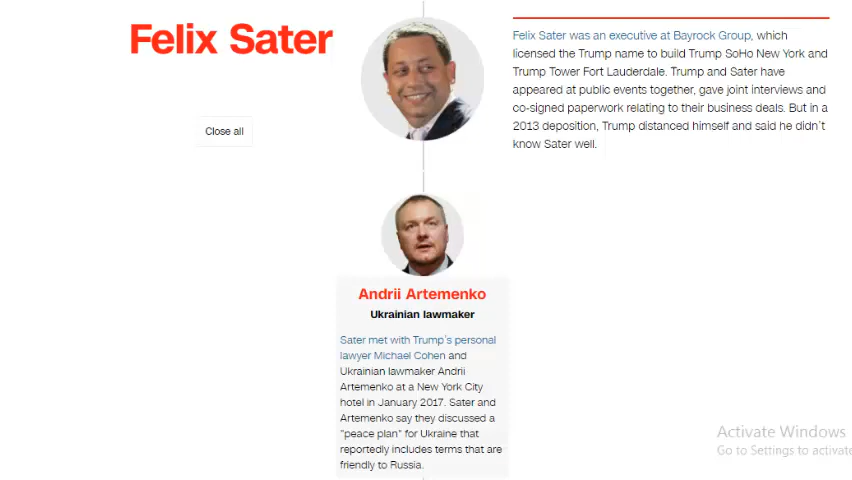 Felix Sater
Felix Sater was an executive at Bayrock Group, which
licensed the Trump name to build Trump SoHo New York and
Trump Tower Fort Lauderdale. Trump and Sater have
appeared at public events together, gave joint interviews and
co-signed paperwork relating to their business deals. But in a
2013 deposition, Trump distanced himself and said he didn't
know Sater well.
Close all
Andrii Artemenko
Ukrainian lawmaker
Sater met with Trump's personal
lawyer Michael Cohen and
Ukrainian lawmaker Andrii
Artemenko at a New York City
hotel in January 2017. Sater and
Artemenko say they discussed a
"peace plan" for Ukraine that
reportedly includes terms that are
friendly to Russia.
Activate Windows
Go to Settings to activate